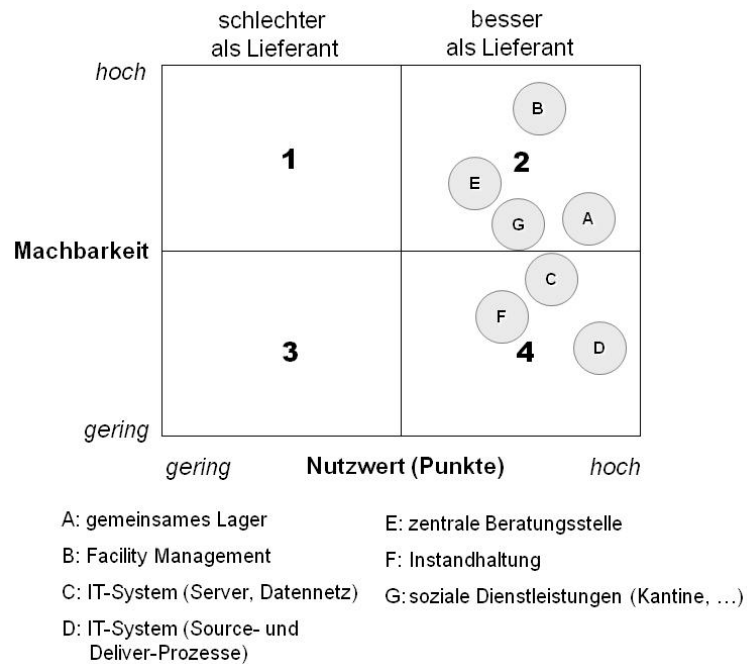 schlechter
als Lieferant
besser
als Lieferant
hoch
B
1
2
E
A
G
Machbarkeit
C
F
3
4
D
gering
gering
Nutzwert (Punkte)
hoch
A: gemeinsames Lager
B: Facility Management
C: IT-System (Server, Datennetz)
D: IT-System (Source- und
Deliver-Prozesse)
E: zentrale Beratungsstelle
F: Instandhaltung
G: soziale Dienstleistungen (Kantine, …)